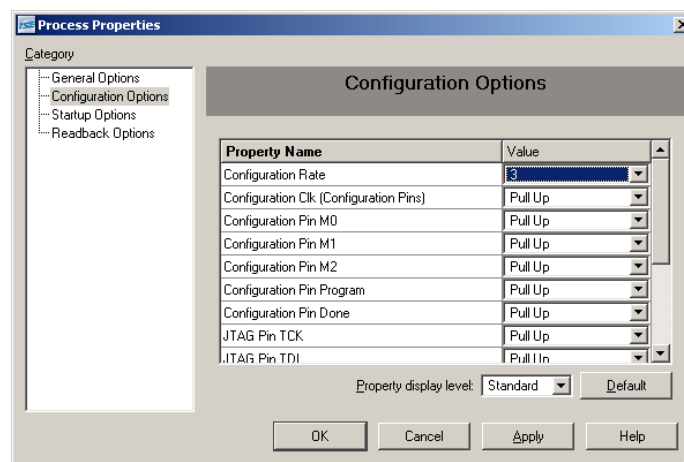 ISE Process Properties
Category
General Options
Configuration Options
Startup Options
Readback Options
Configuration Options
Property Name Value
Configuration Rate 3
Configuration Clk (Configuration Pins) Pull Up
Configuration Pin M0 Pull Up
Configuration Pin M1 Pull Up
Configuration Pin M2 Pull Up
Configuration Pin Program Pull Up
Configuration Pin Done Pull Up
JTAG Pin TCK Pull Up
JTAG Pin TDI Pull Up
Property display level: Standard Default
OK Cancel Apply Help